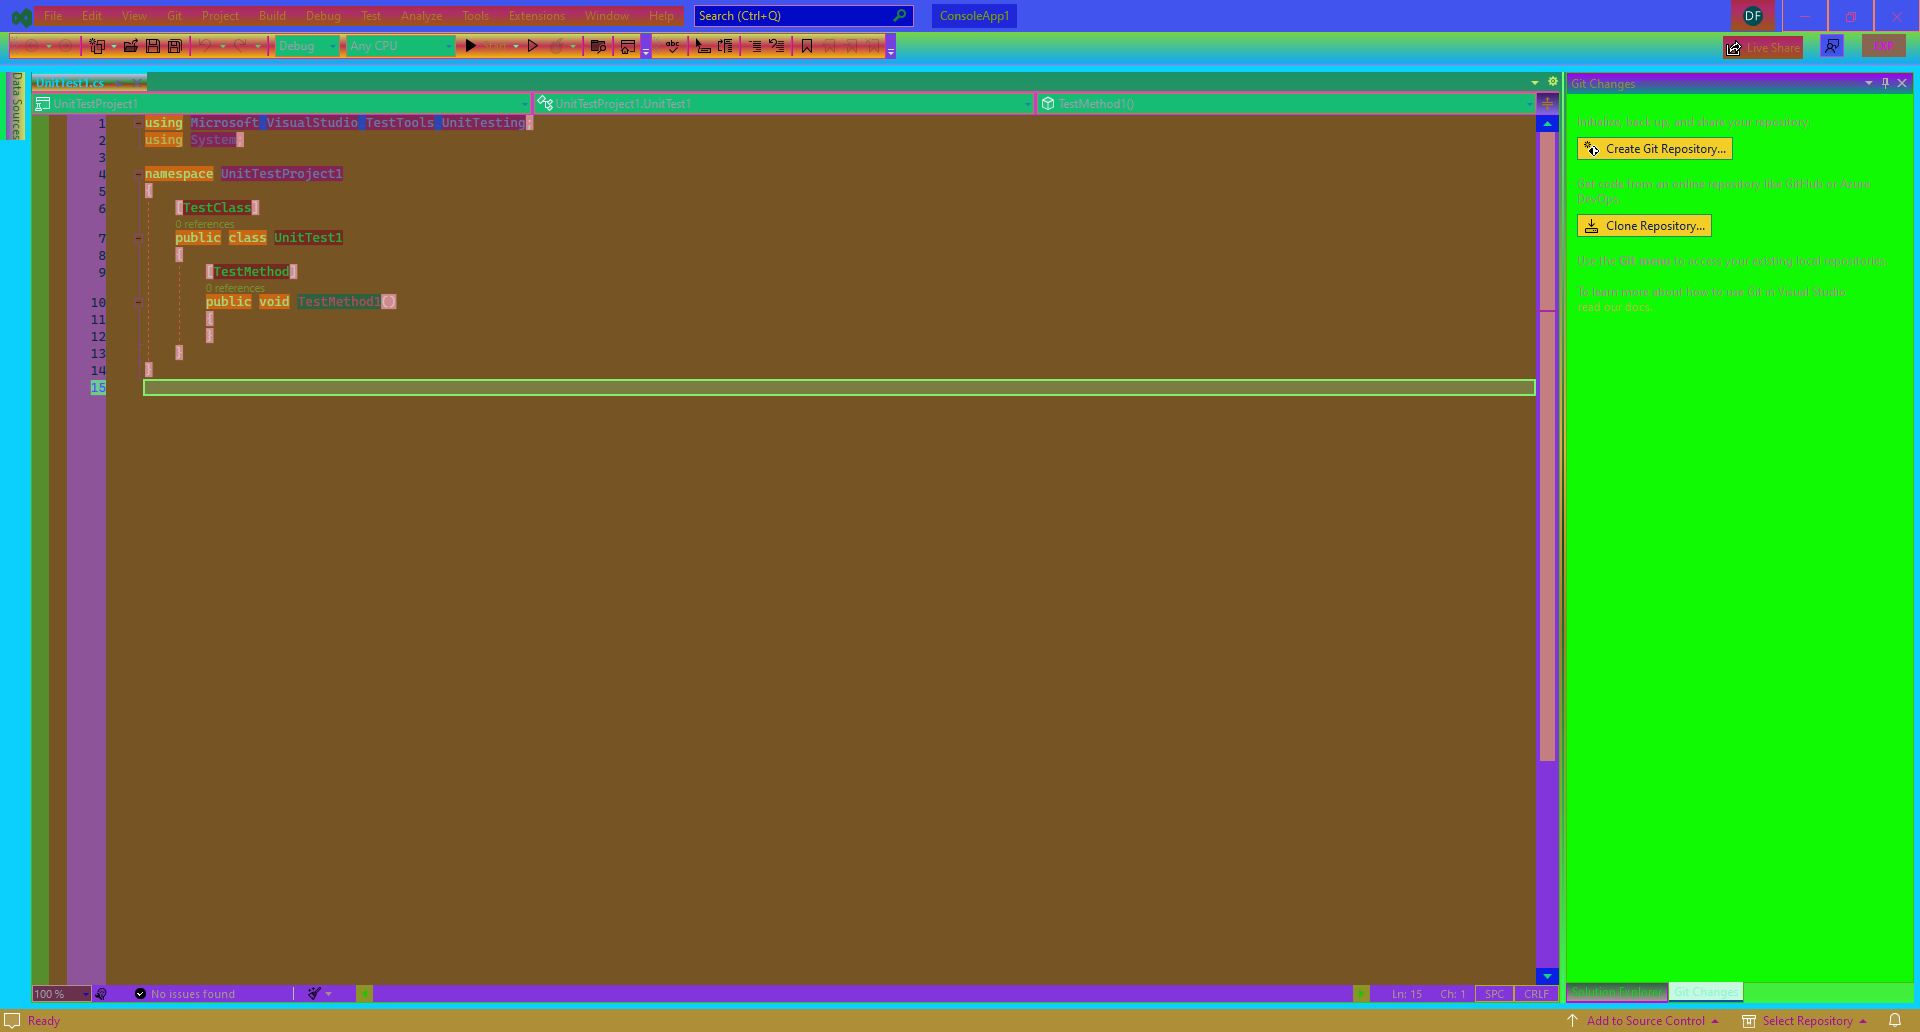 File Edit View Git Project Build Debug Test Analyze Tools Extensions Window Help Search (Ctrl+Q) ConsoleApp1 DF
Debug Any CPU Start Live Share
Data Sources
UnitTest1.cs
UnitTestProject1 UnitTestProject1.UnitTest1 TestMethod1()
1 using Microsoft.VisualStudio.TestTools.UnitTesting;
2 using System;
3
4 namespace UnitTestProject1
5 {
6 [TestClass]
0 references
7 public class UnitTest1
8 {
9 [TestMethod]
0 references
10 public void TestMethod1()
11 {
12 }
13 }
14 }
15
100 % No issues found Ln: 15 Ch: 1 SPC CRLF
Git Changes
Initialize, back up, and share your repository.
Create Git Repository...
Get code from an online repository like GitHub or Azure
DevOps.
Clone Repository...
Use the Git menu to access your existing local repositories.
To learn more about how to use Git in Visual Studio
read our docs.
Solution Explorer Git Changes
Ready Add to Source Control Select Repository